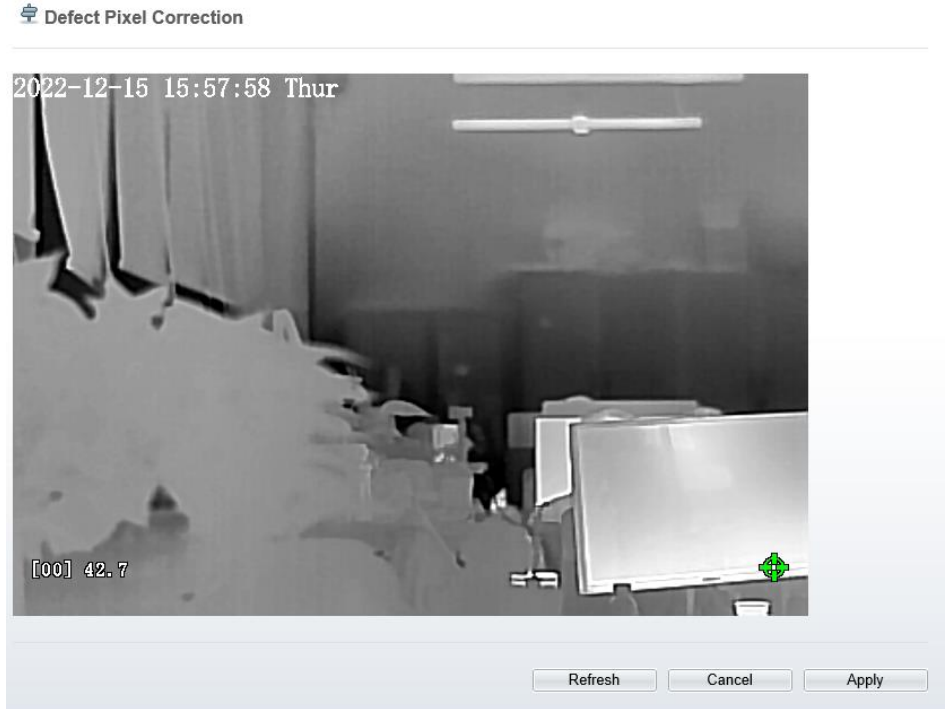 Defect Pixel Correction
2022-12-15 15:57:58 Thur
[00] 42.7
Refresh Cancel Apply